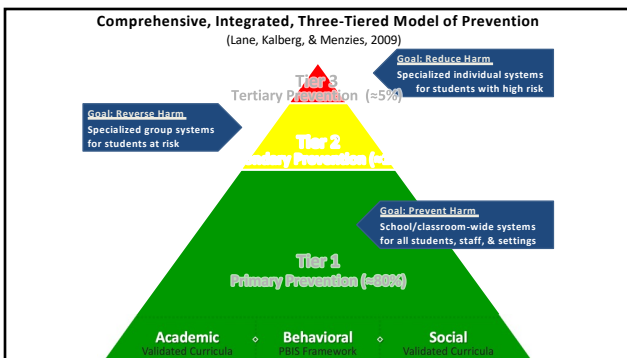 Comprehensive, Integrated, Three-Tiered Model of Prevention
(Lane, Kalberg, & Menzies, 2009)
Goal: Reduce Harm
Specialized individual systems
for students with high risk
Tier 3
Tertiary Prevention (≈5%)
Goal: Reverse Harm
Specialized group systems
for students at risk
Tier 2
Prevention
Goal: Prevent Harm
School/classroom-wide systems
for all students, staff, & settings
Tier 1
Primary Prevention (≈80%)
Academic ◇ Behavioral ◇ Social
Validated Curricula PBIS Framework Validated Curricula